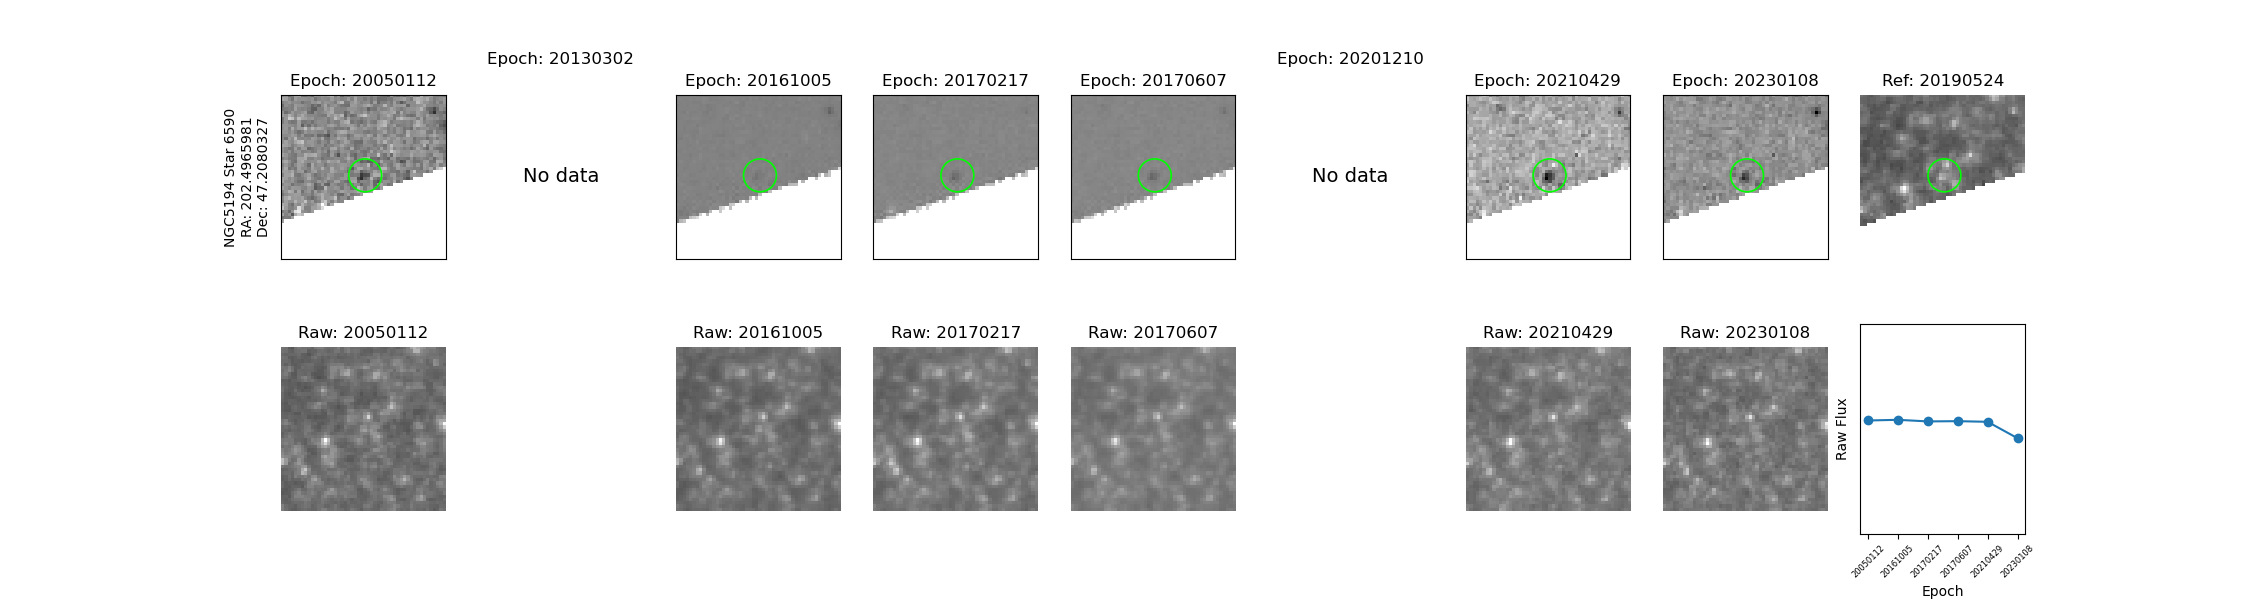 Epoch: 20130302
Epoch: 20201210
Epoch: 20050112
Epoch: 20161005
Epoch: 20170217
Epoch: 20170607
Epoch: 20210429
Epoch: 20230108
Ref: 20190524
NGC5194 Star 6590
RA: 202.4965981
Dec: 47.2080327
No data
No data
Raw: 20050112
Raw: 20161005
Raw: 20170217
Raw: 20170607
Raw: 20210429
Raw: 20230108
Raw Flux
20050112
20161005
20170217
20170607
20210429
20230108
Epoch